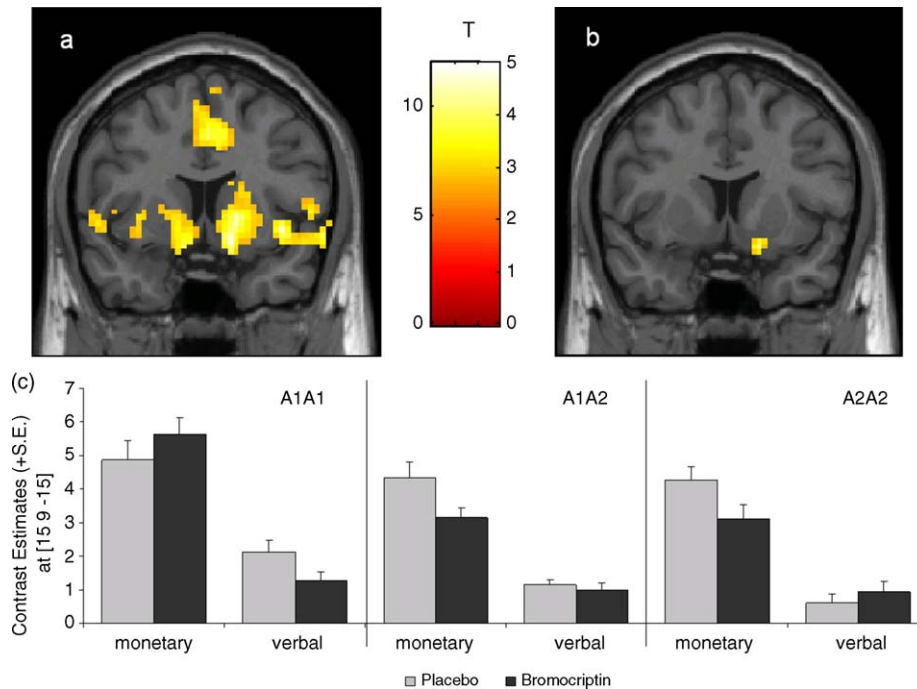 a
T
b
10
5
0
5
4
3
2
1
0
(c)
Contrast Estimates (+S.E.)
at [15 9 -15]
7
6
5
4
3
2
1
0
A1A1
A1A2
A2A2
monetary verbal monetary verbal monetary verbal
Placebo Bromocriptin